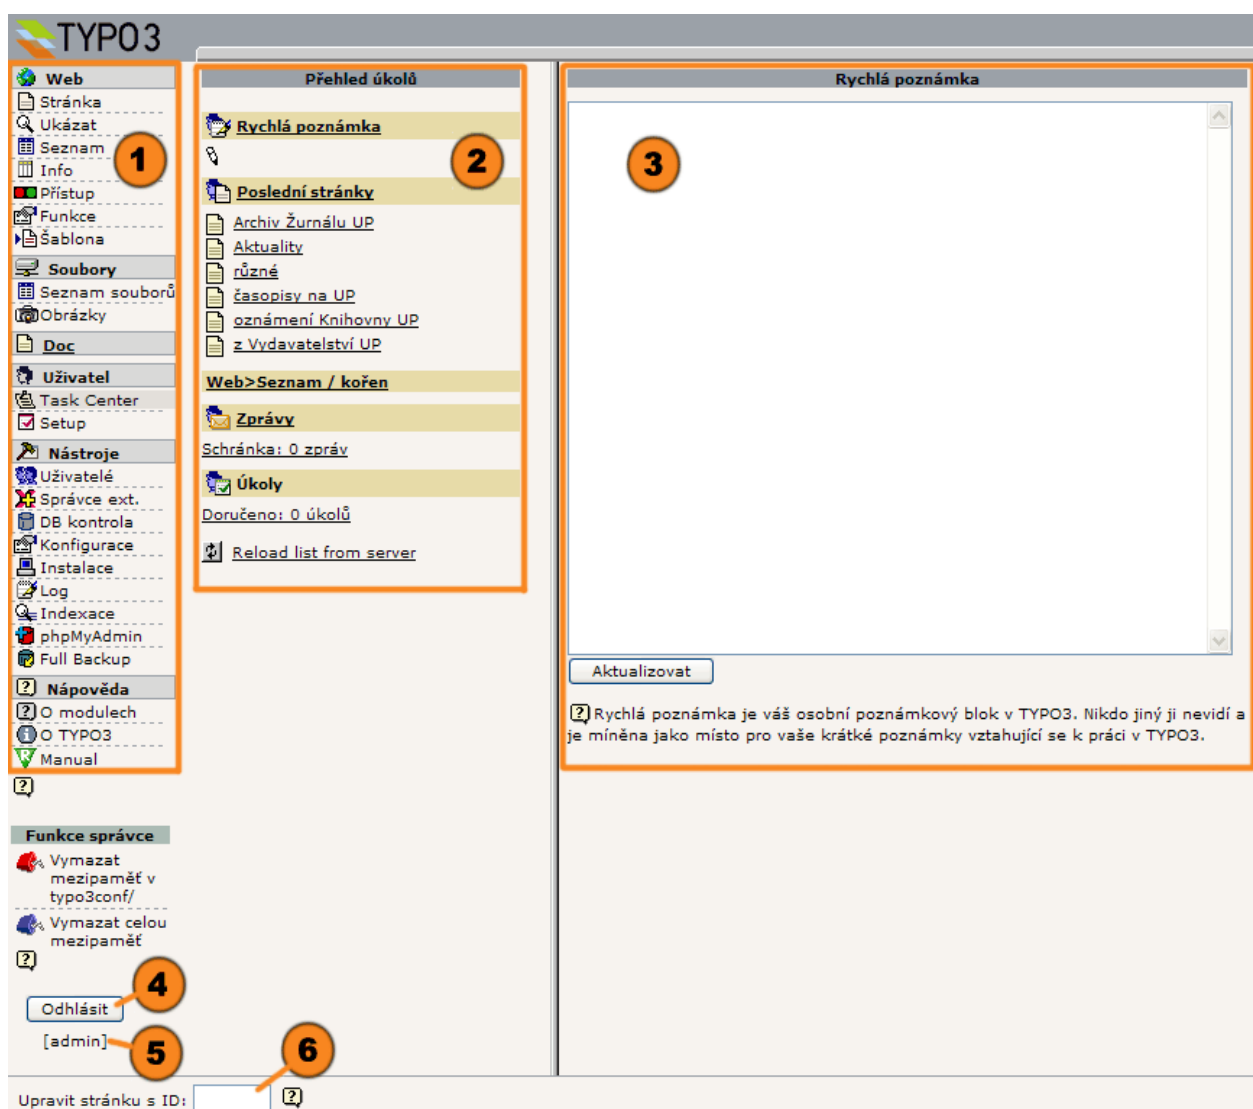 TYPO3
Web
Stránka
Ukázat
Seznam
Info
Přístup
Funkce
Šablona
Soubory
Seznam souborů
Obrázky
Doc
Uživatel
Task Center
Setup
Nástroje
Uživatelé
Správce ext.
DB kontrola
Konfigurace
Instalace
Log
Indexace
phpMyAdmin
Full Backup
Nápověda
O modulech
O TYPO3
Manual
1
Funkce správce
Vymazat
mezipaměť v
typo3conf/
Vymazat celou
mezipaměť
4
Odhlásit
[admin]
5
Přehled úkolů
Rychlá poznámka
2
Poslední stránky
Archiv Žurnálu UP
Aktuality
různé
časopisy na UP
oznámení Knihovny UP
z Vydavatelství UP
Web>Seznam / kořen
Zprávy
Schránka: 0 zpráv
Úkoly
Doručeno: 0 úkolů
Reload list from server
Rychlá poznámka
3
Aktualizovat
Rychlá poznámka je váš osobní poznámkový blok v TYPO3. Nikdo jiný ji nevidí a
je míněna jako místo pro vaše krátké poznámky vztahující se k práci v TYPO3.
6
Upravit stránku s ID: